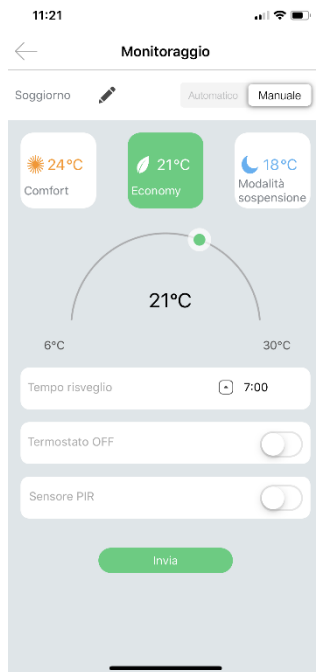 11:21
Monitoraggio
Soggiorno
Automatico
Manuale
24°C
Comfort
21°C
Economy
18°C
Modalità
sospensione
21°C
6°C
30°C
Tempo risveglio
7:00
Termostato OFF
Sensore PIR
Invia